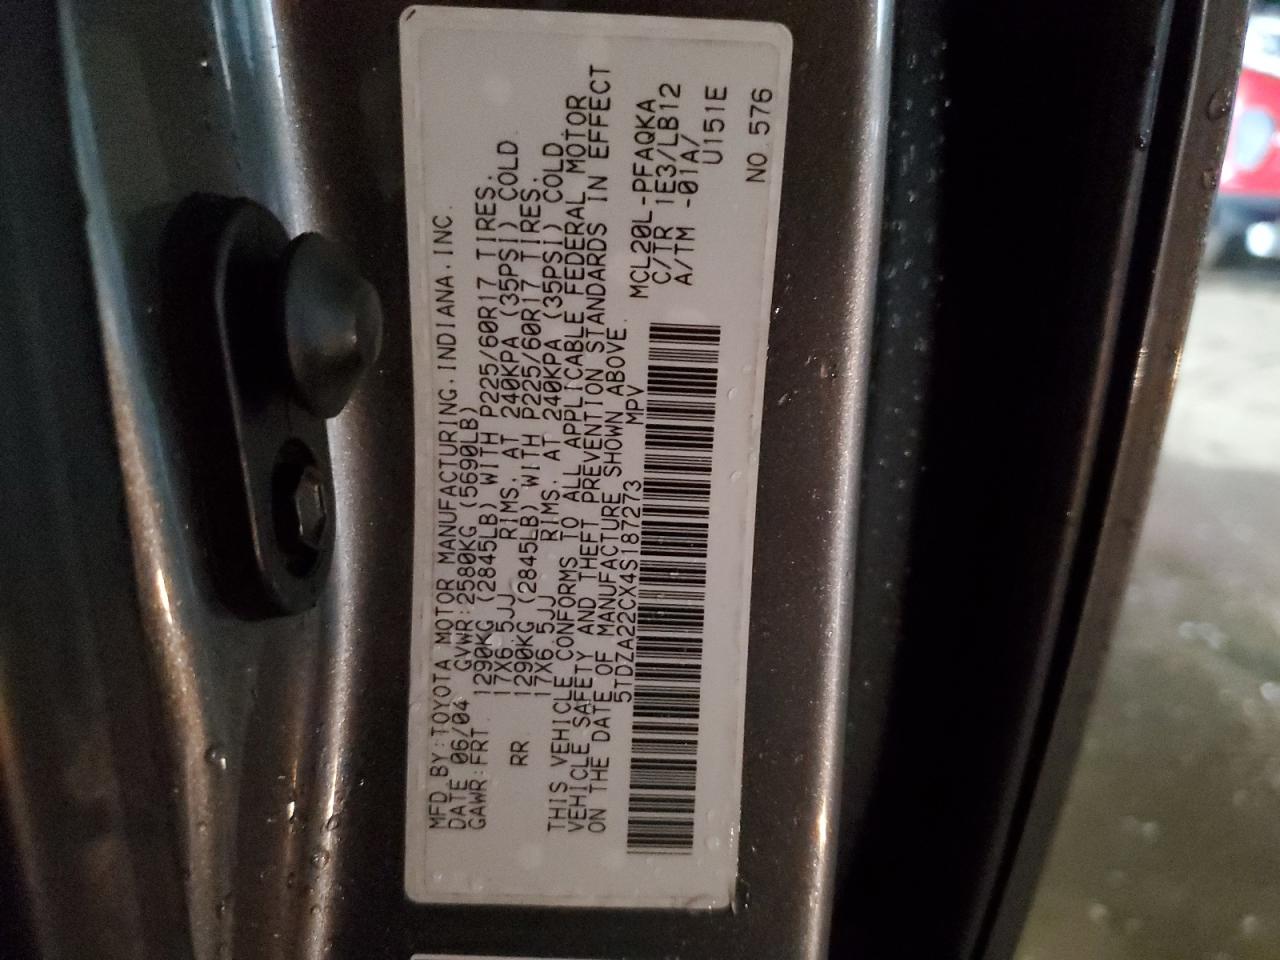 MFD.BY:TOYOTA MOTOR MANUFACTURING.INDIANA.INC.
DATE 06/04 GVWR:2580KG (5690LB)
GAWR:FRT. 1290KG (2845LB) WITH P225/60R17 TIRES.
17X6.5JJ RIMS, AT 240KPA (35PSI) COLD.
RR 1290KG (2845LB) WITH P225/60R17 TIRES.
17X6.5JJ RIMS, AT 240KPA (35PSI) COLD.
THIS VEHICLE CONFORMS TO ALL APPLICABLE FEDERAL MOTOR
VEHICLE SAFETY AND THEFT PREVENTION STANDARDS IN EFFECT
ON THE DATE OF MANUFACTURE SHOWN ABOVE.
5TDZA22CX4S187273 MPV
MCL20L-PFAQKA
C/TR 1E3/LB12
A/TM -01A/
U151E
NO.576